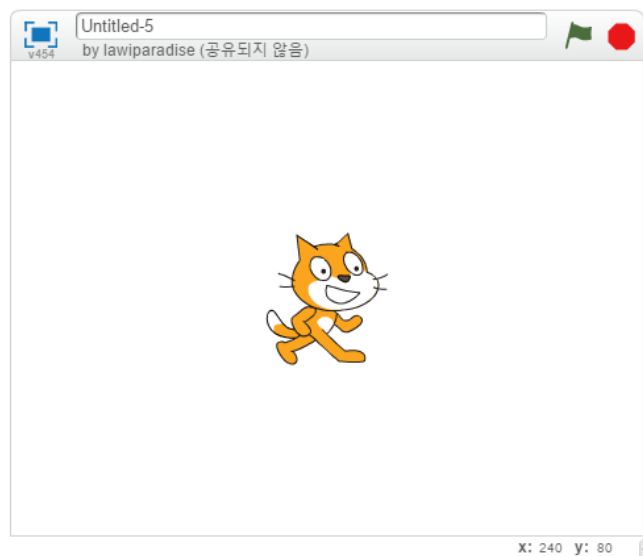 Untitled-5
v454
by lawiparadise (공유되지 않음)
x: 240 y: 80